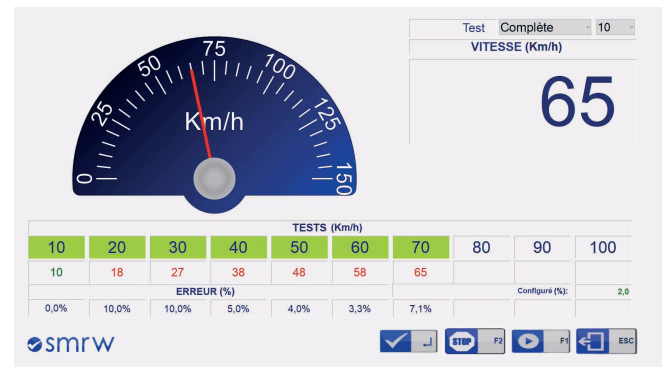 Test Complète 10
VITESSE (Km/h)
65
0 25 50 75 100 125 150
Km/h
TESTS (Km/h)
10 20 30 40 50 60 70 80 90 100
10 18 27 38 48 58 65
ERREUR (%) Configuré (%): 2,0
0,0% 10,0% 10,0% 5,0% 4,0% 3,3% 7,1%
smrw
STOP F2 F1 ESC